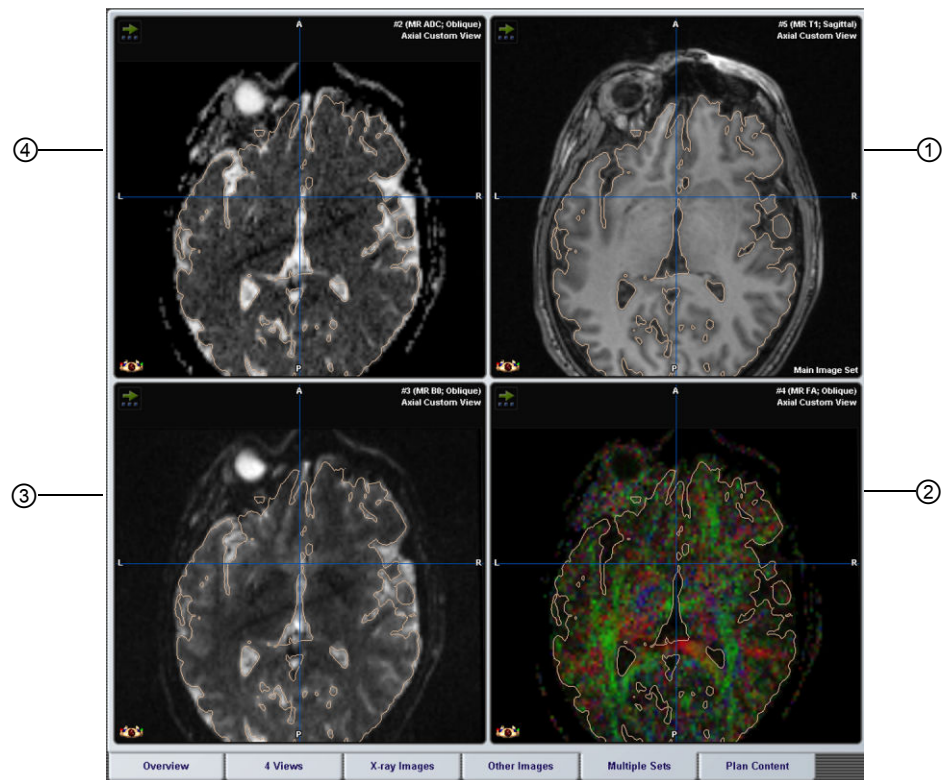 #2 (MR ADC; Oblique)
Axial Custom View
A
L
R
P
④
#5 (MR T1; Sagittal)
Axial Custom View
A
L
R
P
Main Image Set
①
#3 (MR B0; Oblique)
Axial Custom View
A
L
R
P
③
#4 (MR FA; Oblique)
Axial Custom View
A
L
R
P
②
Overview
4 Views
X-ray Images
Other Images
Multiple Sets
Plan Content